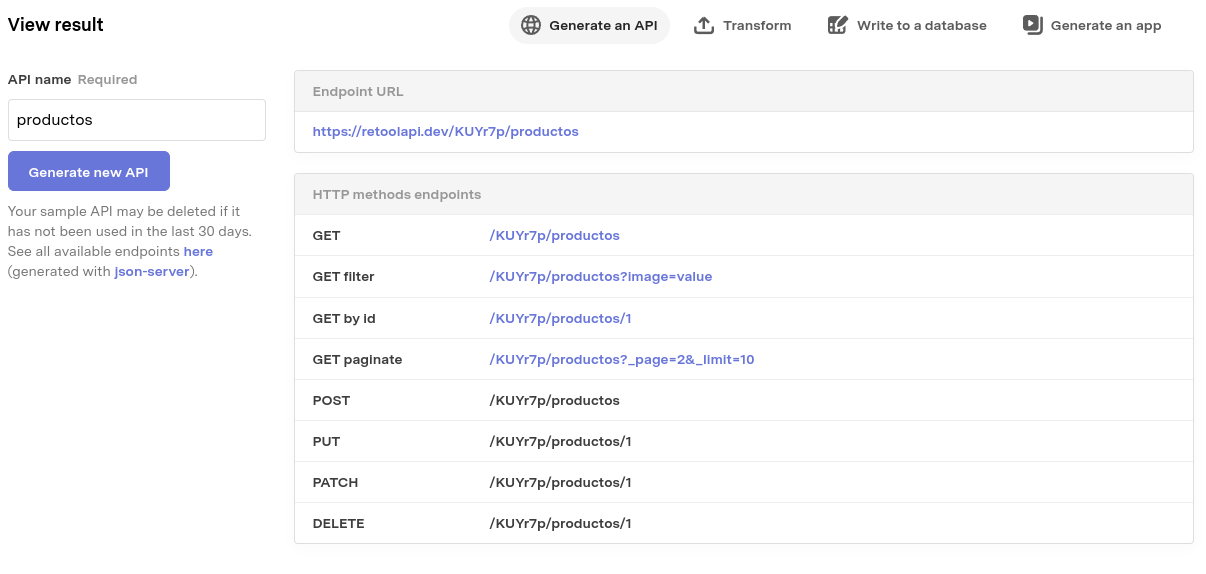 View result
Generate an API
Transform
Write to a database
Generate an app
API name Required
productos
Generate new API
Your sample API may be deleted if it
has not been used in the last 30 days.
See all available endpoints here
(generated with json-server).
Endpoint URL
https://retoolapi.dev/KUYr7p/productos
HTTP methods endpoints
GET /KUYr7p/productos
GET filter /KUYr7p/productos?image=value
GET by id /KUYr7p/productos/1
GET paginate /KUYr7p/productos?_page=2&_limit=10
POST /KUYr7p/productos
PUT /KUYr7p/productos/1
PATCH /KUYr7p/productos/1
DELETE /KUYr7p/productos/1